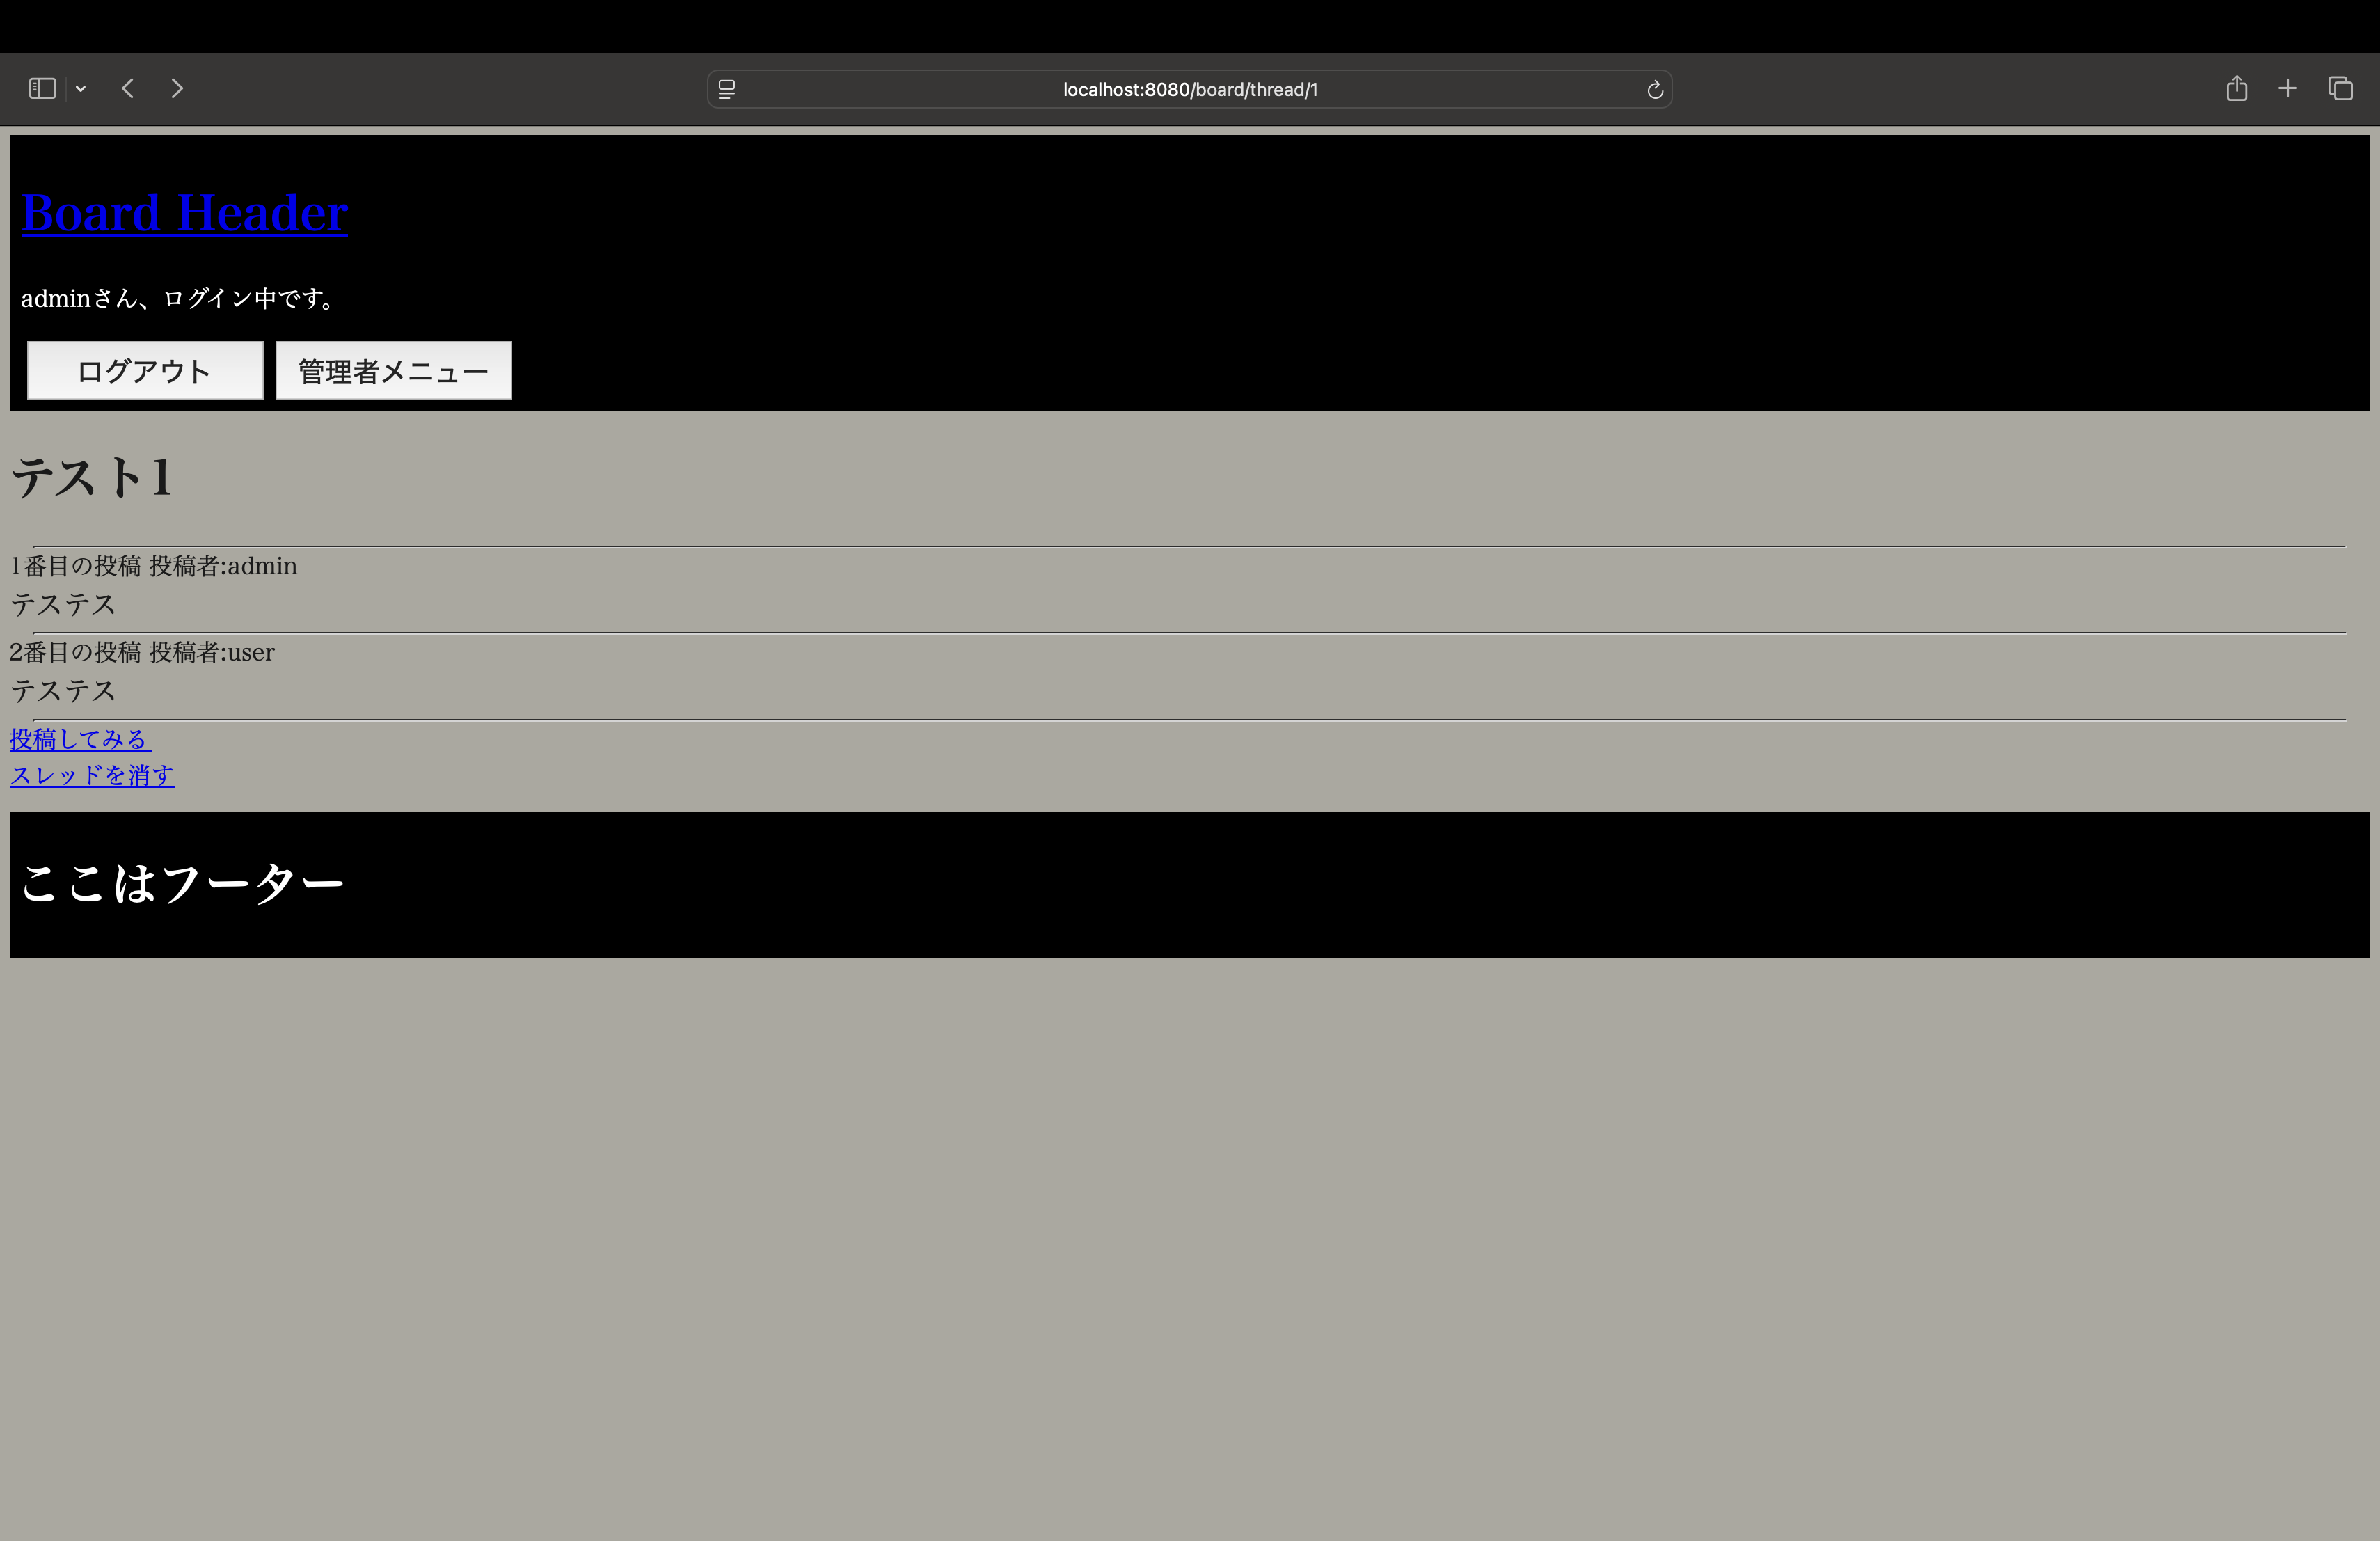 localhost:8080/board/thread/1
Board Header
adminさん、ログイン中です。
ログアウト 管理者メニュー
テスト1
1番目の投稿 投稿者:admin
テステス
2番目の投稿 投稿者:user
テステス
投稿してみる
スレッドを消す
ここはフーター